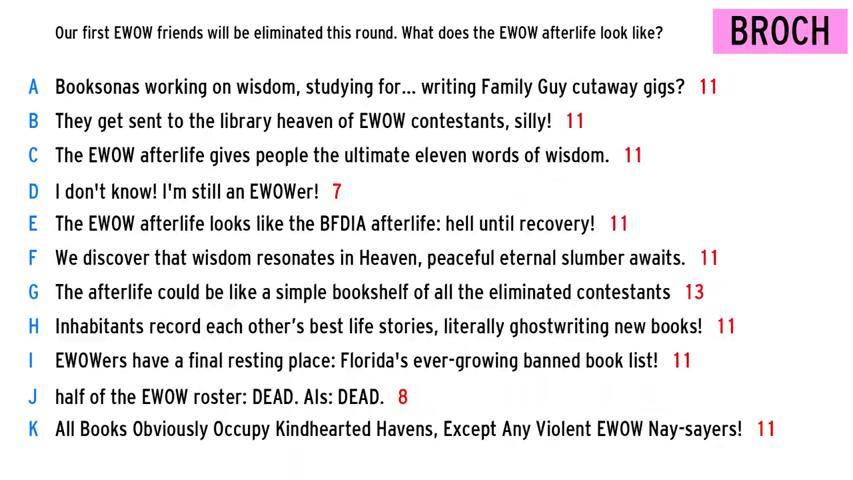 Our first EWOW friends will be eliminated this round. What does the EWOW afterlife look like?
BROCH
A Booksonas working on wisdom, studying for... writing Family Guy cutaway gigs? 11
B They get sent to the library heaven of EWOW contestants, silly! 11
C The EWOW afterlife gives people the ultimate eleven words of wisdom. 11
D I don't know! I'm still an EWOWer! 7
E The EWOW afterlife looks like the BFDIA afterlife: hell until recovery! 11
F We discover that wisdom resonates in Heaven, peaceful eternal slumber awaits. 11
G The afterlife could be like a simple bookshelf of all the eliminated contestants 13
H Inhabitants record each other’s best life stories, literally ghostwriting new books! 11
I EWOWers have a final resting place: Florida's ever-growing banned book list! 11
J half of the EWOW roster: DEAD. AIs: DEAD. 8
K All Books Obviously Occupy Kindhearted Havens, Except Any Violent EWOW Nay-sayers! 11